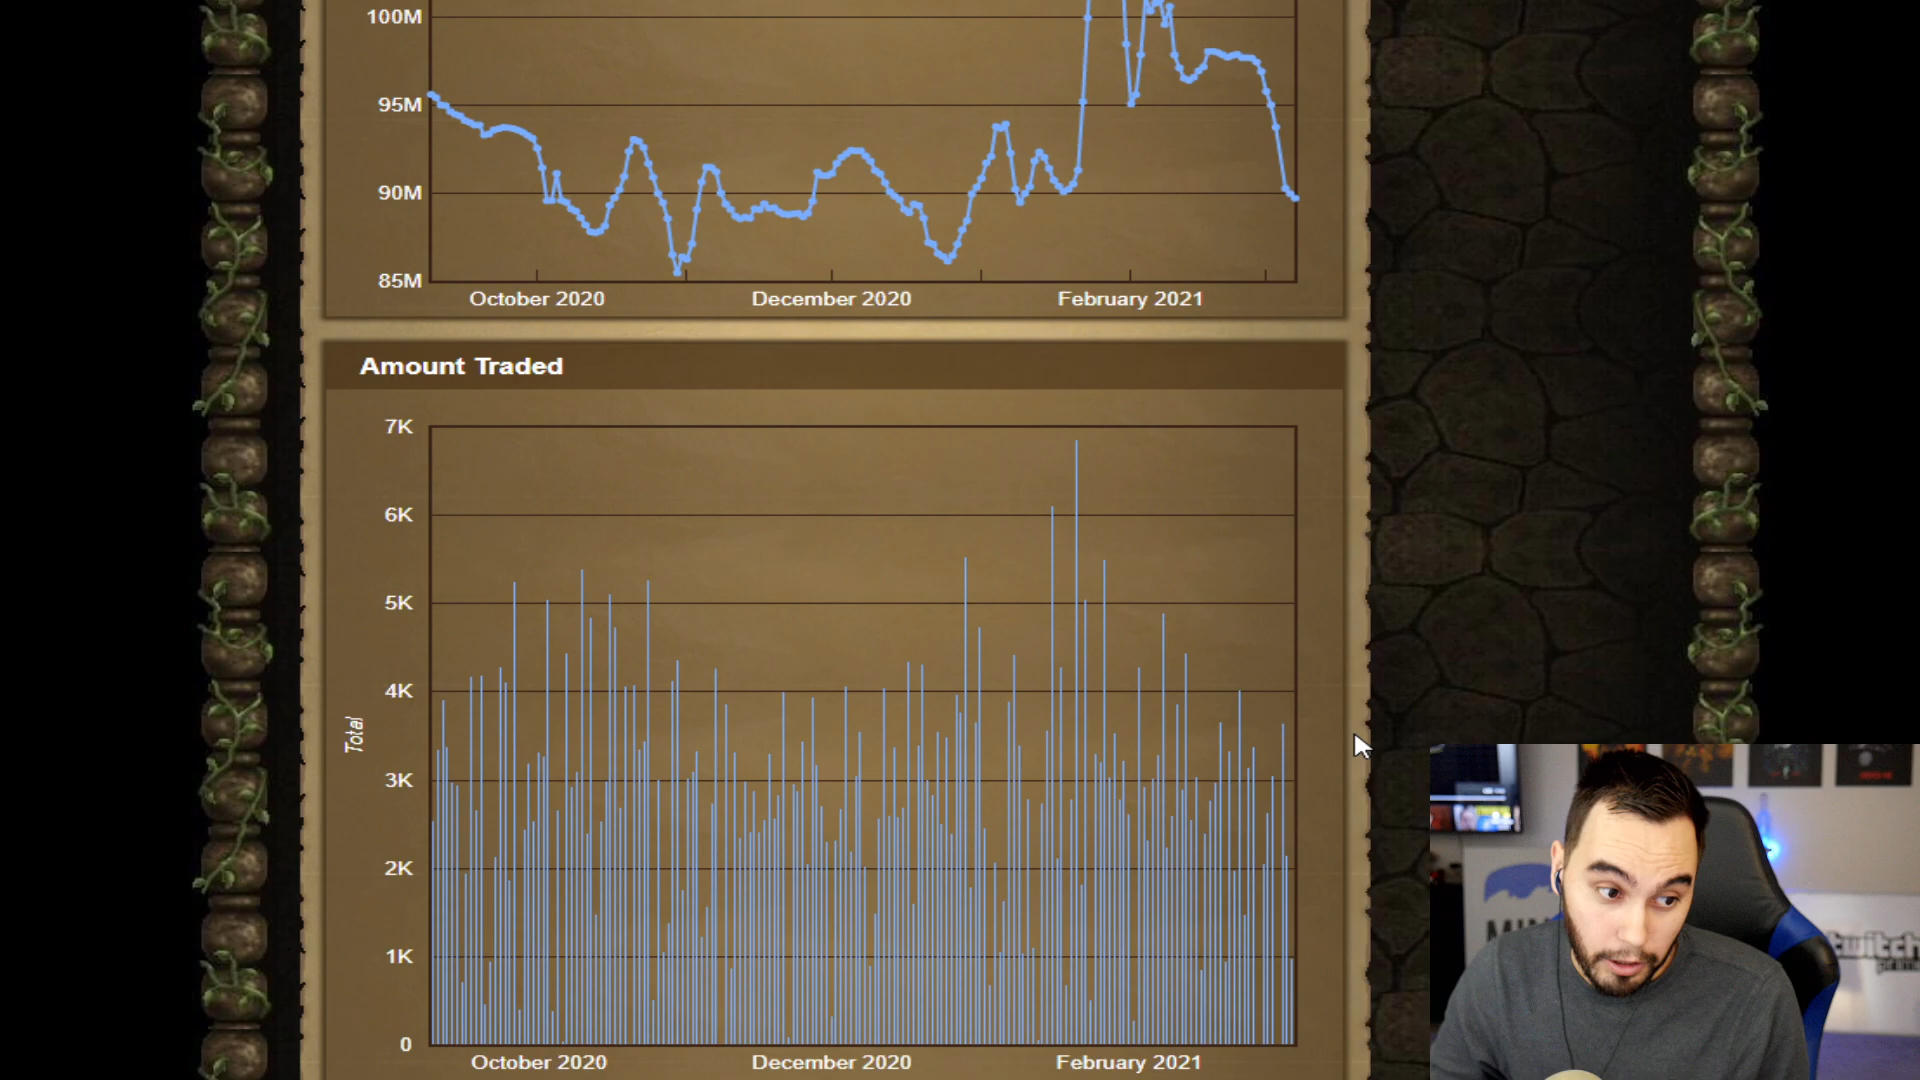 100M
95M
90M
85M
October 2020 December 2020 February 2021
Amount Traded
7K
6K
5K
4K
3K
2K
1K
0
Total
October 2020 December 2020 February 2021
twitch
prime